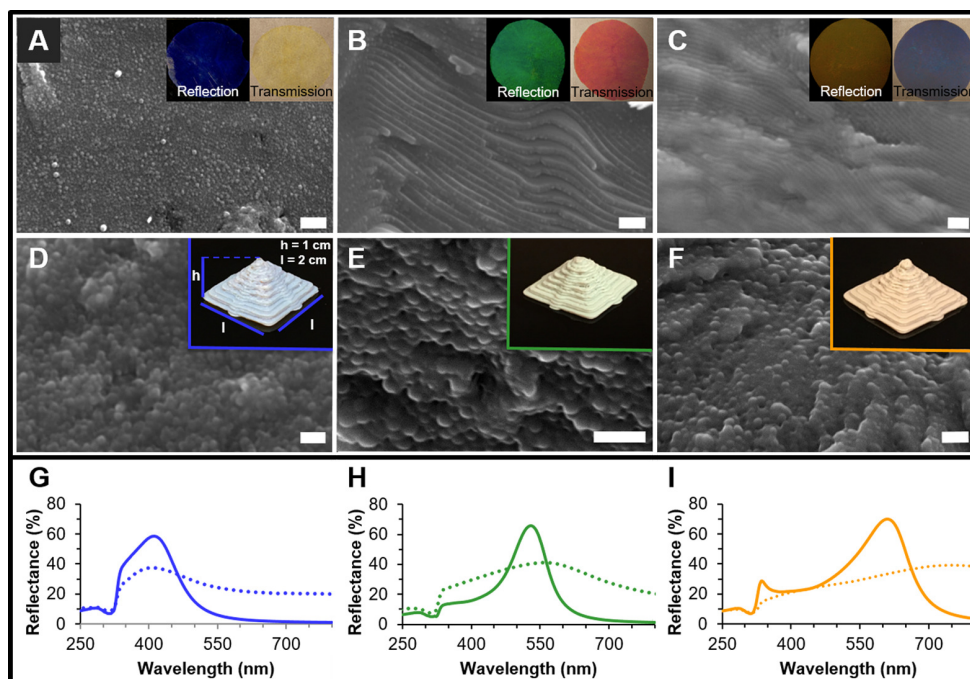 A
Reflection
Transmission
B
Reflection
Transmission
C
Reflection
Transmission
D
h = 1 cm
l = 2 cm
h
l
l
E
F
G
Reflectance (%)
80
60
40
20
0
250
400
550
700
Wavelength (nm)
H
Reflectance (%)
80
60
40
20
0
250
400
550
700
Wavelength (nm)
I
Reflectance (%)
80
60
40
20
0
250
400
550
700
Wavelength (nm)